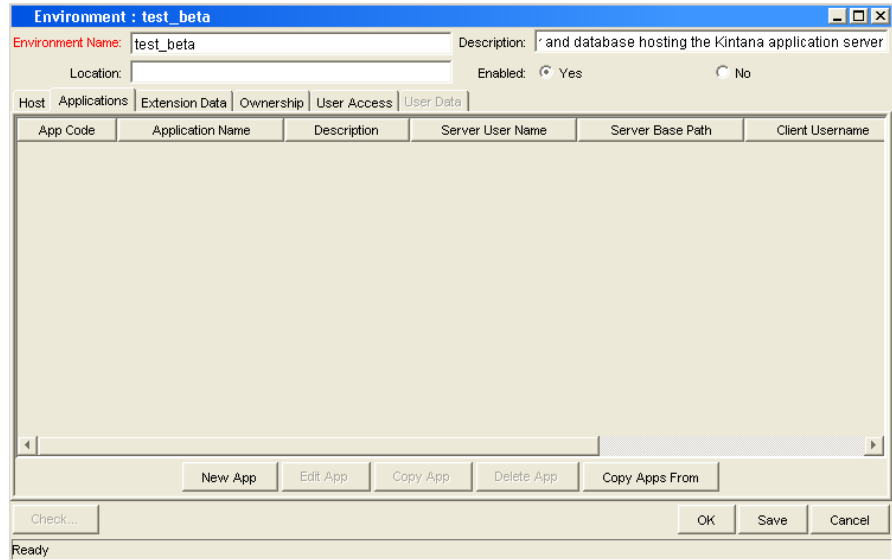 Environment : test_beta
Environment Name: test_beta Description: and database hosting the Kintana application server
Location: Enabled: Yes No
Host Applications Extension Data Ownership User Access User Data
App Code Application Name Description Server User Name Server Base Path Client Username
New App Edit App Copy App Delete App Copy Apps From
Check... OK Save Cancel
Ready